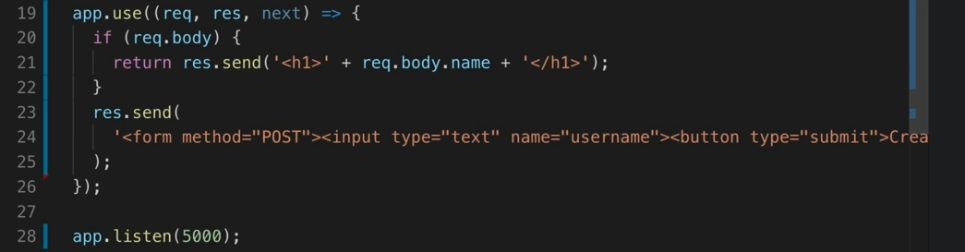 19 app.use((req, res, next) => {
20 if (req.body) {
21 return res.send('<h1>' + req.body.name + '</h1>');
22 }
23 res.send(
24 '<form method="POST"><input type="text" name="username"><button type="submit">Crea
25 );
26 });
27
28 app.listen(5000);